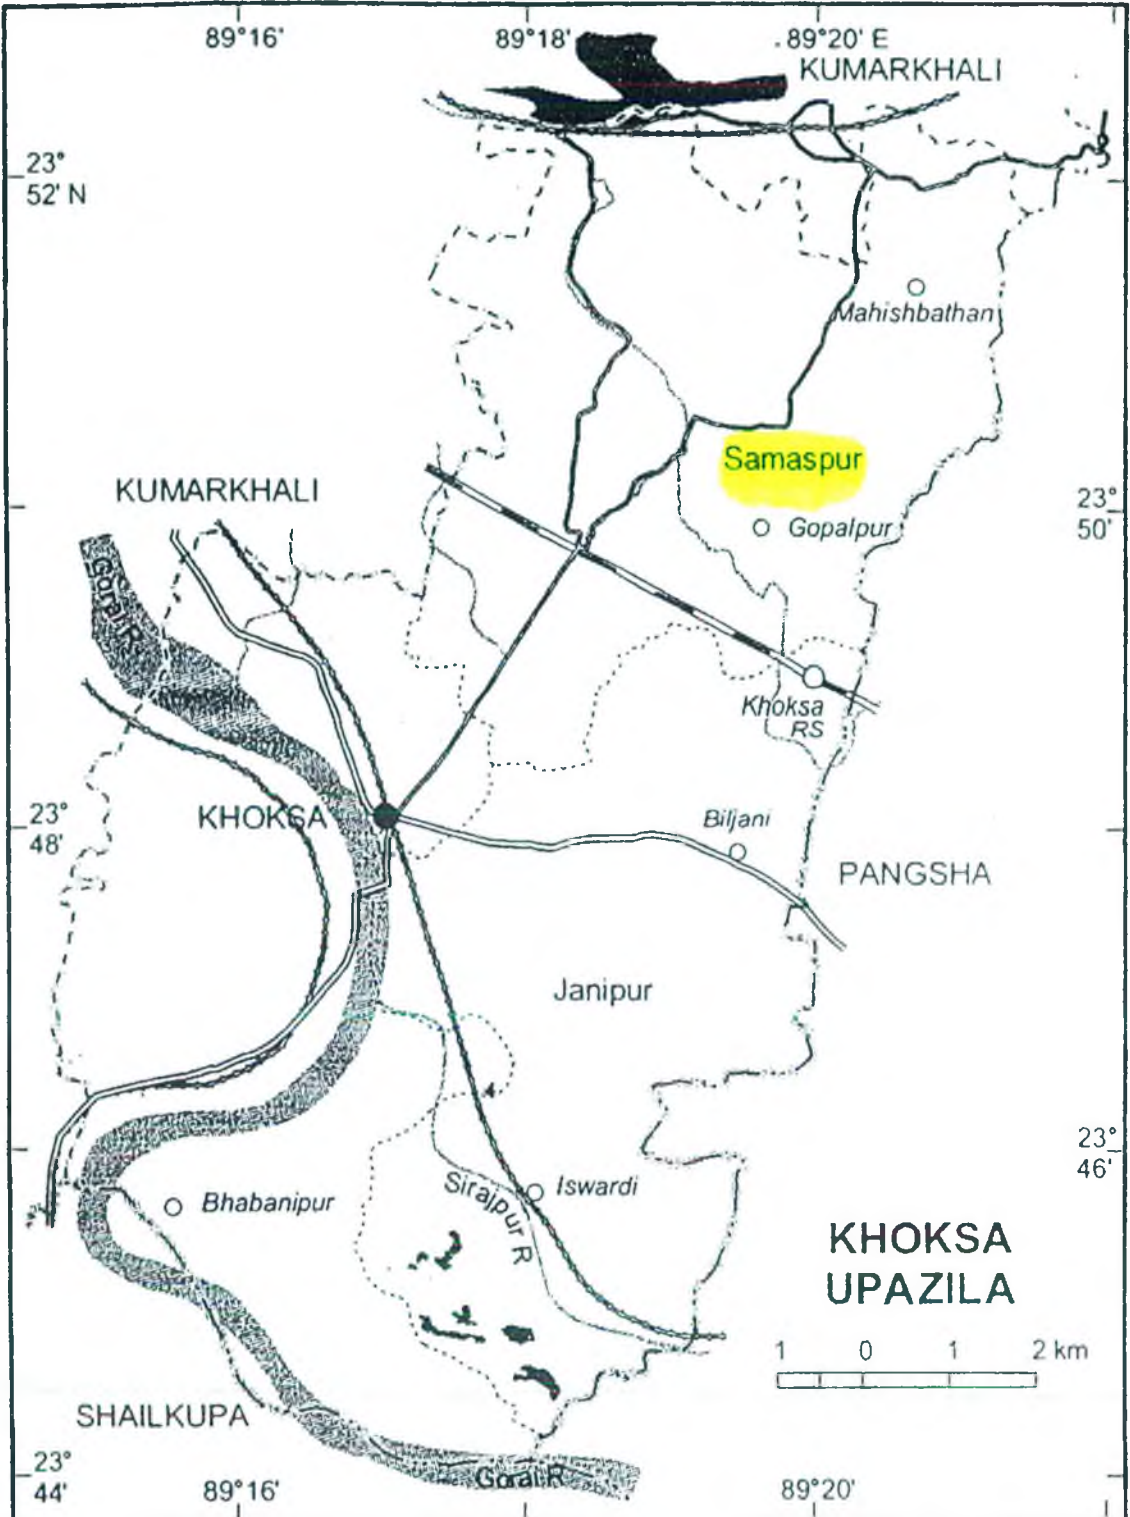 89°16'
89°18'
89°20' E
KUMARKHALI
23°
52' N
Mahishbathan
Samaspur
KUMARKHALI
23°
50'
Gopalpur
Gorai R
Khoksa
RS
KHOKSA
23°
48'
Biljani
PANGSHA
Janipur
4
23°
46'
Sirajpur R
Iswardi
Bhabanipur
KHOKSA
UPAZILA
1 0 1 2 km
SHAILKUPA
23°
44'
Gorai R
89°16'
89°20'